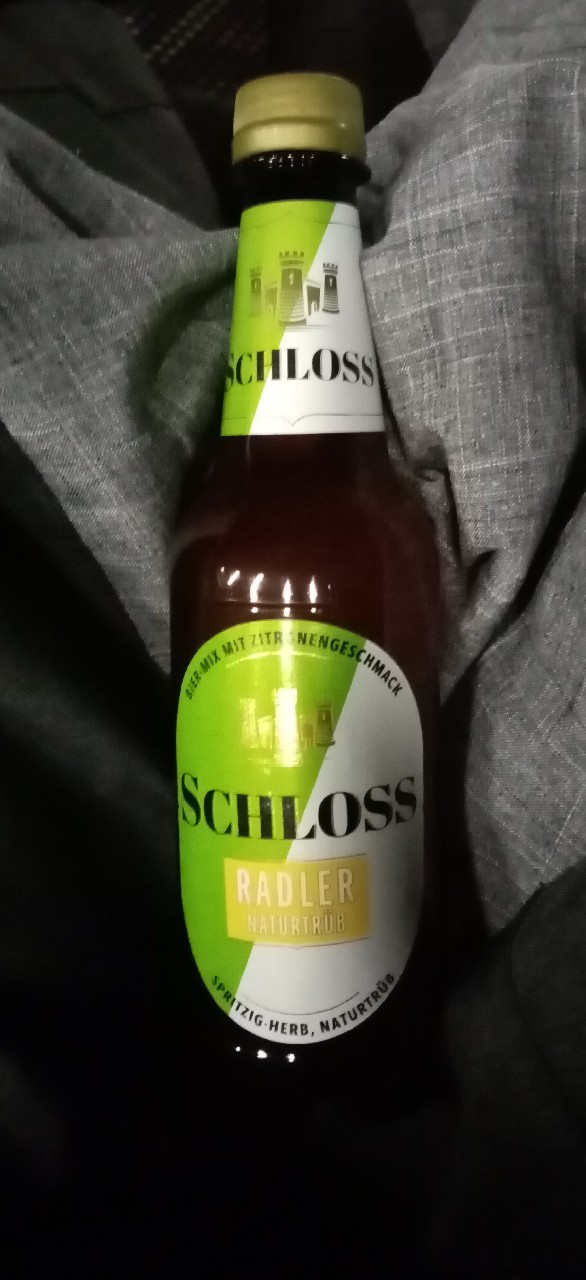 SCHLOSS
BIER-MIX MIT ZITRONENGESCHMACK
SCHLOSS
RADLER
NATURTRÜB
SPRITZIG-HERB, NATURTRÜB